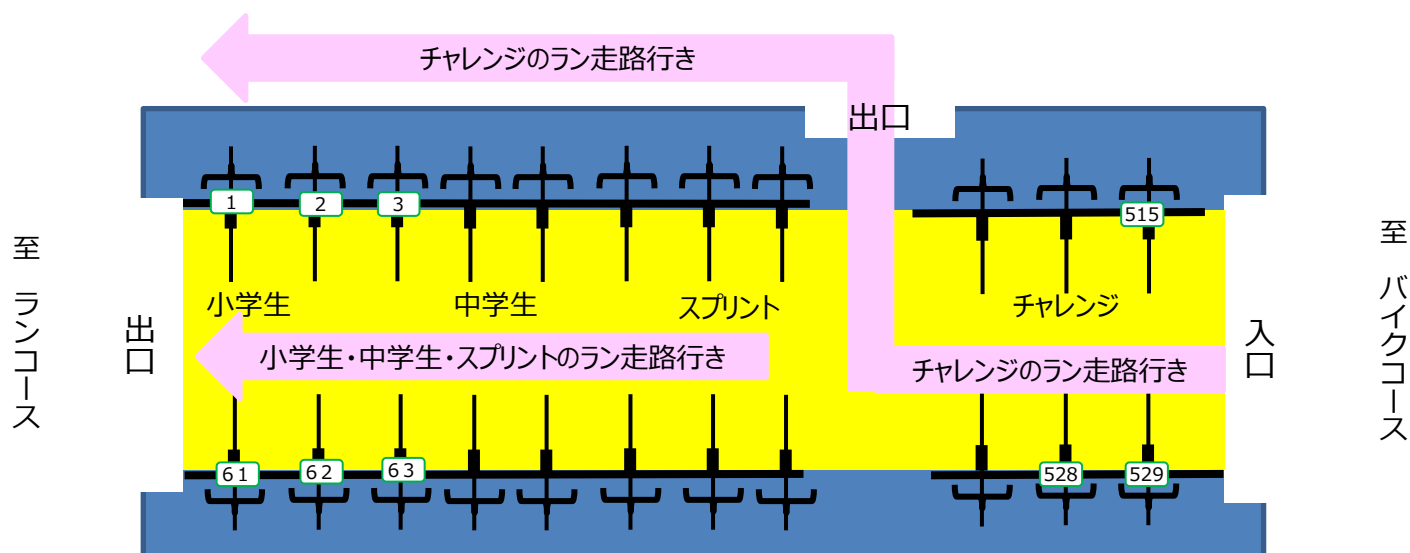 チャレンジのラン走路行き
出口
1
2
3
515
小学生
中学生
スプリント
チャレンジ
至 ランコース
出口
小学生・中学生・スプリントのラン走路行き
チャレンジのラン走路行き
入口
至 バイクコース
61
62
63
528
529